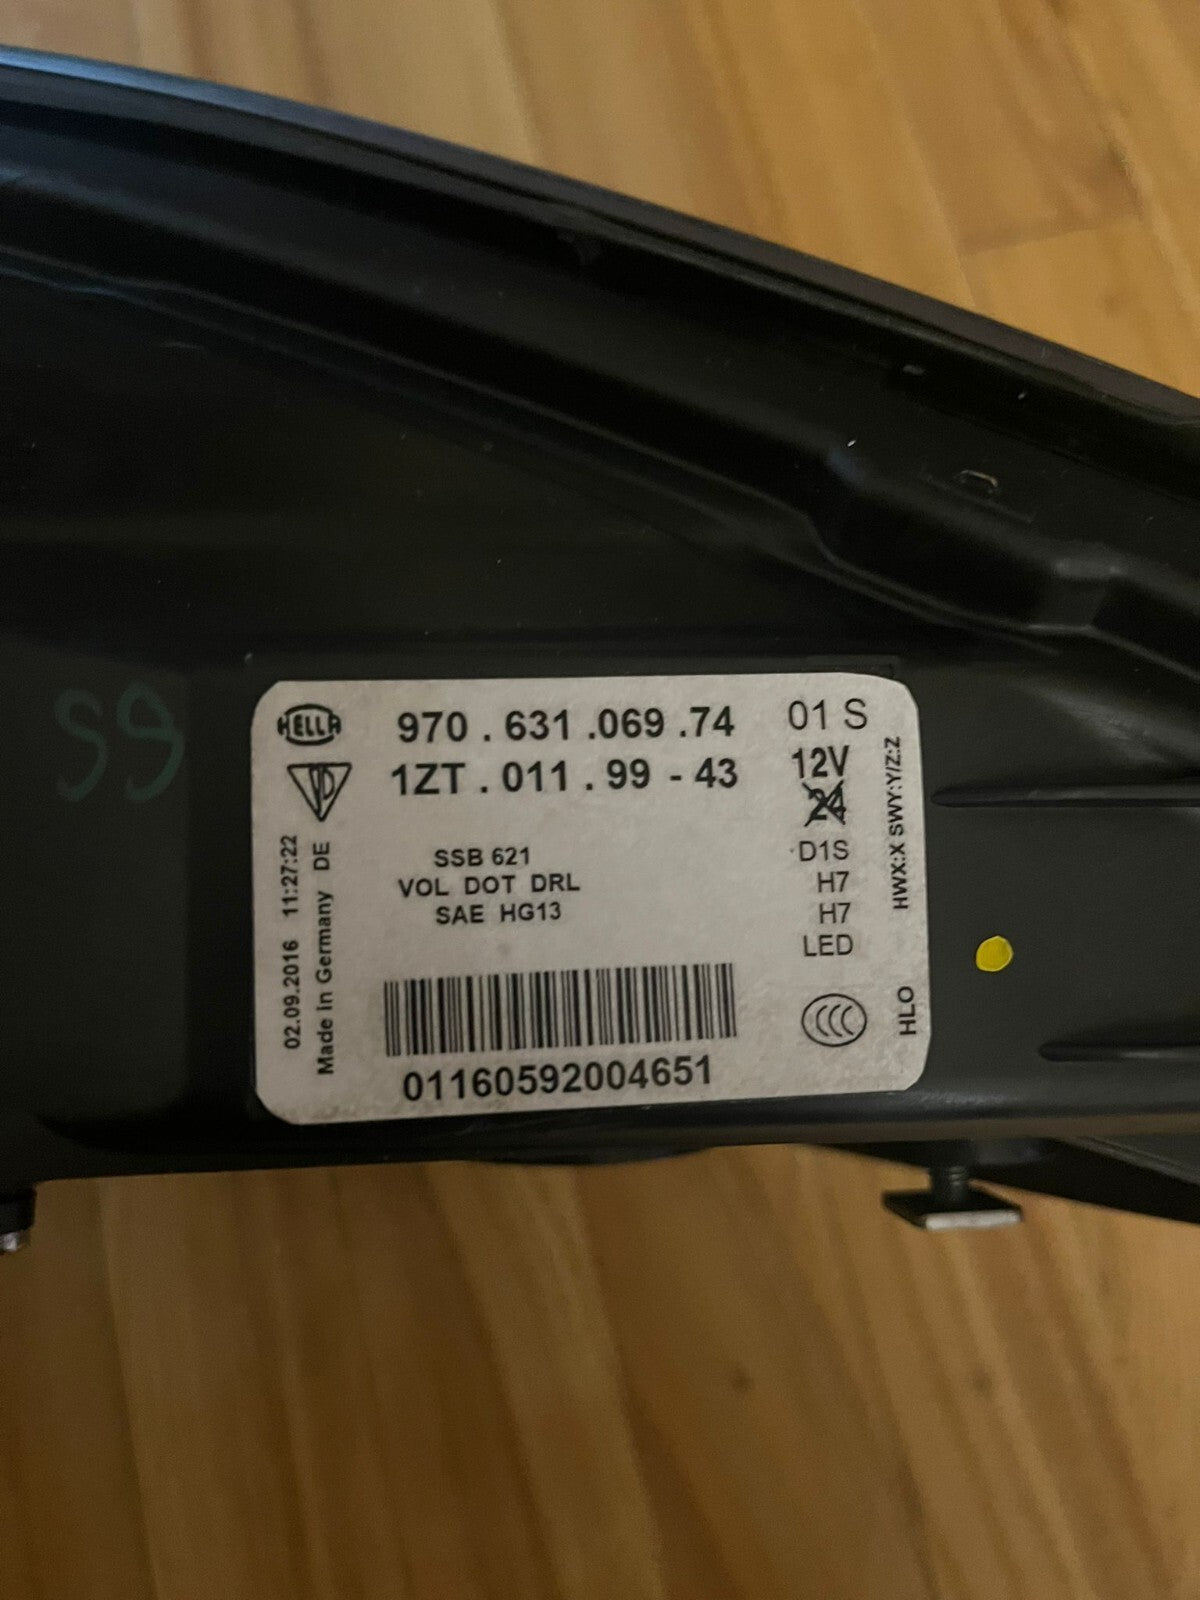 HELLA
970 . 631 .069 .74
01 S
1ZT . 011 . 99 - 43
12V
24
SSB 621
VOL DOT DRL
SAE HG13
D1S
H7
H7
LED
HWX:X SWY:Y/Z:Z
HLO
02.09.2016 11:27:22
Made in Germany DE
CCC
01160592004651